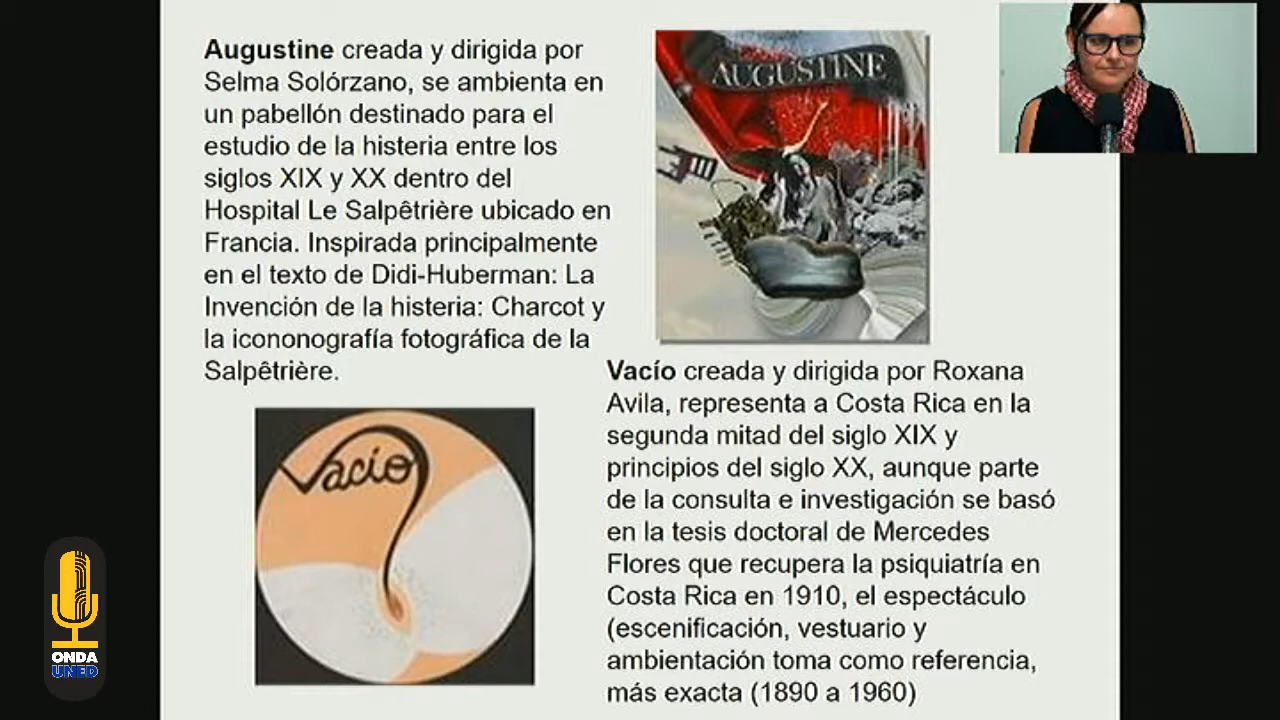 Augustine creada y dirigida por
Selma Solórzano, se ambienta en
un pabellón destinado para el
estudio de la histeria entre los
siglos XIX y XX dentro del
Hospital Le Salpêtrière ubicado en
Francia. Inspirada principalmente
en el texto de Didi-Huberman: La
Invención de la histeria: Charcot y
la icononografía fotográfica de la
Salpêtrière.
AUGUSTINE
Vacío creada y dirigida por Roxana
Avila, representa a Costa Rica en la
segunda mitad del siglo XIX y
principios del siglo XX, aunque parte
de la consulta e investigación se basó
en la tesis doctoral de Mercedes
Flores que recupera la psiquiatría en
Costa Rica en 1910, el espectáculo
(escenificación, vestuario y
ambientación toma como referencia,
más exacta (1890 a 1960)
Vacío
ONDA
UNED